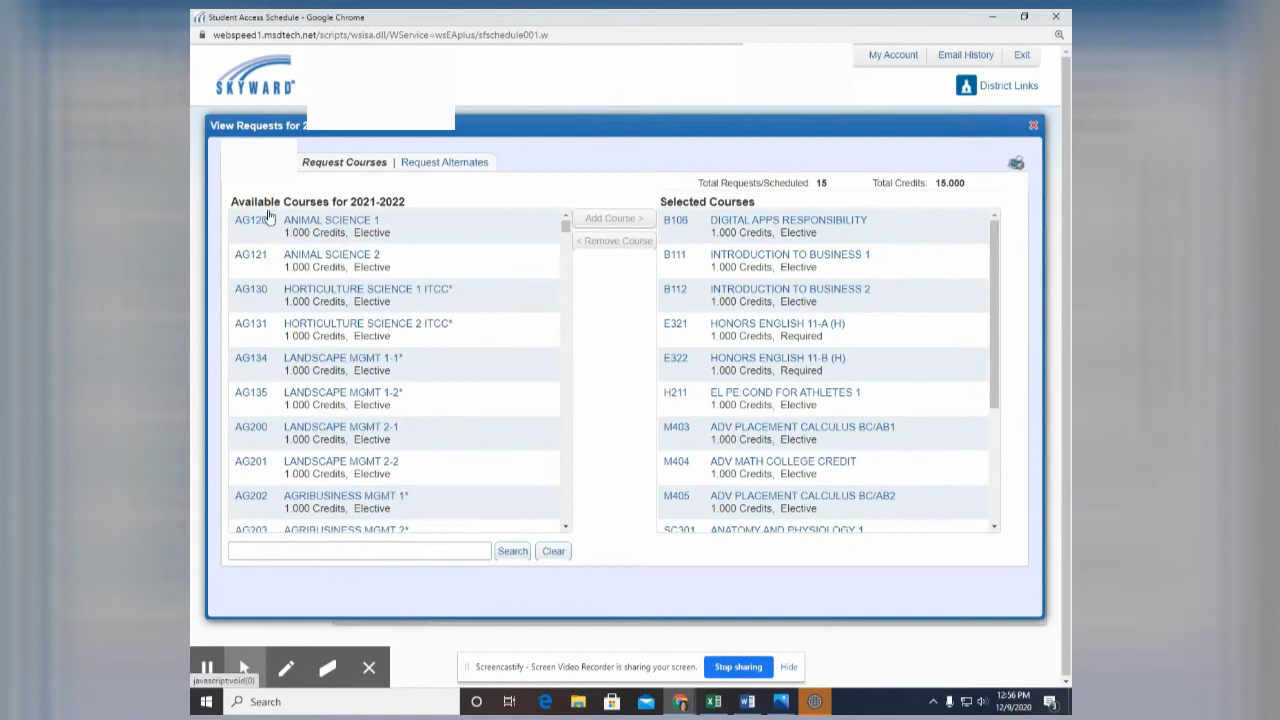 Student Access Schedule - Google Chrome
webspeed1.msdtech.net/scripts/wsisa.dll/WService=wsEAplus/sfschedule001.w
My Account | Email History | Exit
SKYWARD
District Links
View Requests for 2
Request Courses | Request Alternates
Total Requests/Scheduled: 15 Total Credits: 15.000
Available Courses for 2021-2022
Selected Courses
Add Course >
< Remove Course
AG120 ANIMAL SCIENCE 1
1.000 Credits, Elective
AG121 ANIMAL SCIENCE 2
1.000 Credits, Elective
AG130 HORTICULTURE SCIENCE 1 ITCC*
1.000 Credits, Elective
AG131 HORTICULTURE SCIENCE 2 ITCC*
1.000 Credits, Elective
AG134 LANDSCAPE MGMT 1-1*
1.000 Credits, Elective
AG135 LANDSCAPE MGMT 1-2*
1.000 Credits, Elective
AG200 LANDSCAPE MGMT 2-1
1.000 Credits, Elective
AG201 LANDSCAPE MGMT 2-2
1.000 Credits, Elective
AG202 AGRIBUSINESS MGMT 1*
1.000 Credits, Elective
AG203 AGRIBUSINESS MGMT 2*
B106 DIGITAL APPS RESPONSIBILITY
1.000 Credits, Elective
B111 INTRODUCTION TO BUSINESS 1
1.000 Credits, Elective
B112 INTRODUCTION TO BUSINESS 2
1.000 Credits, Elective
E321 HONORS ENGLISH 11-A (H)
1.000 Credits, Required
E322 HONORS ENGLISH 11-B (H)
1.000 Credits, Required
H211 EL PE:COND FOR ATHLETES 1
1.000 Credits, Elective
M403 ADV PLACEMENT CALCULUS BC/AB1
1.000 Credits, Elective
M404 ADV MATH COLLEGE CREDIT
1.000 Credits, Elective
M405 ADV PLACEMENT CALCULUS BC/AB2
1.000 Credits, Elective
SC301 ANATOMY AND PHYSIOLOGY 1
Search Clear
javascript:void(0)
Screencastify - Screen Video Recorder is sharing your screen. Stop sharing Hide
Search
12:56 PM
12/9/2020
3